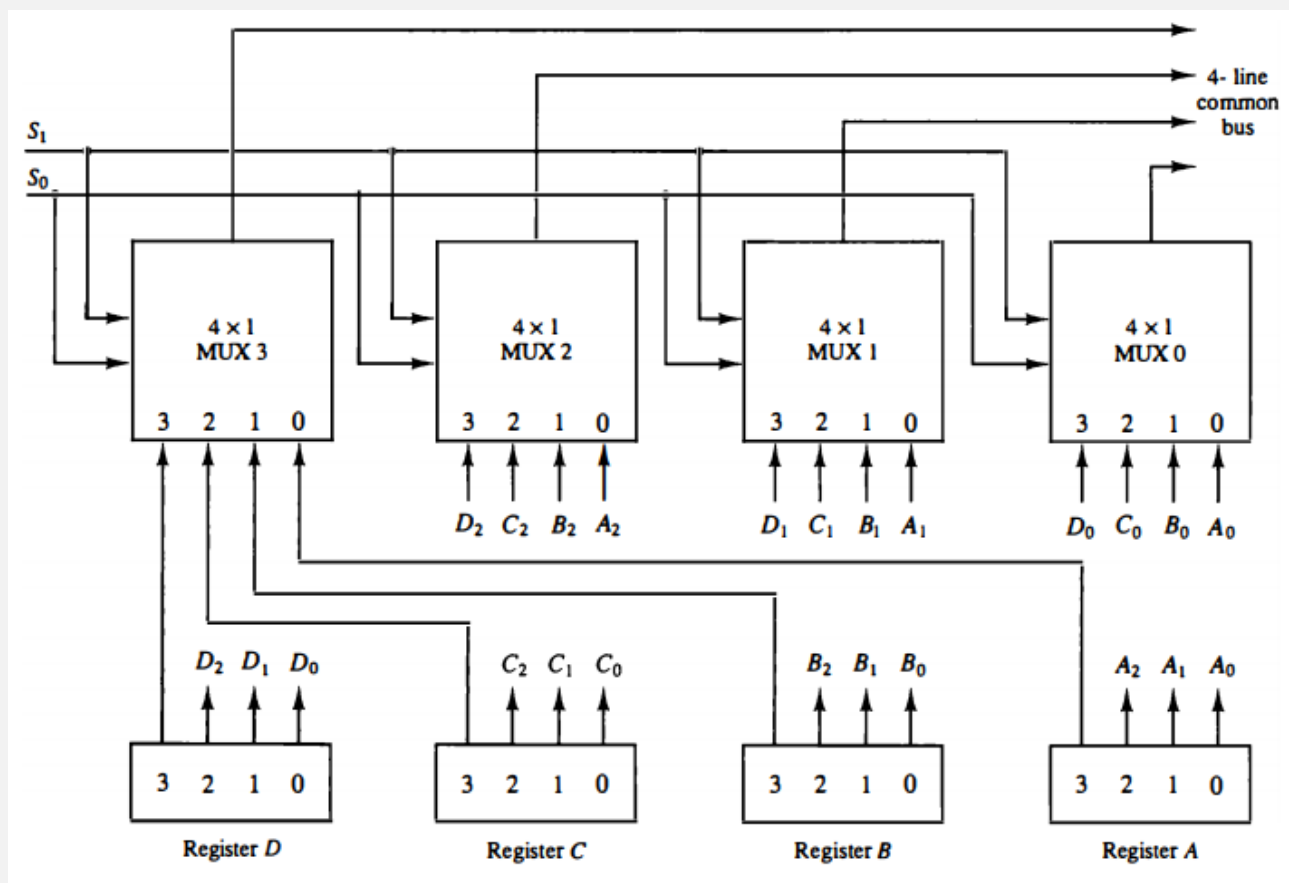 4- line
common
bus
S₁
S₀
4 × 1
MUX 3
3 2 1 0
4 × 1
MUX 2
3 2 1 0
4 × 1
MUX 1
3 2 1 0
4 × 1
MUX 0
3 2 1 0
D₂ C₂ B₂ A₂
D₁ C₁ B₁ A₁
D₀ C₀ B₀ A₀
D₂ D₁ D₀
C₂ C₁ C₀
B₂ B₁ B₀
A₂ A₁ A₀
3 2 1 0
3 2 1 0
3 2 1 0
3 2 1 0
Register D
Register C
Register B
Register A